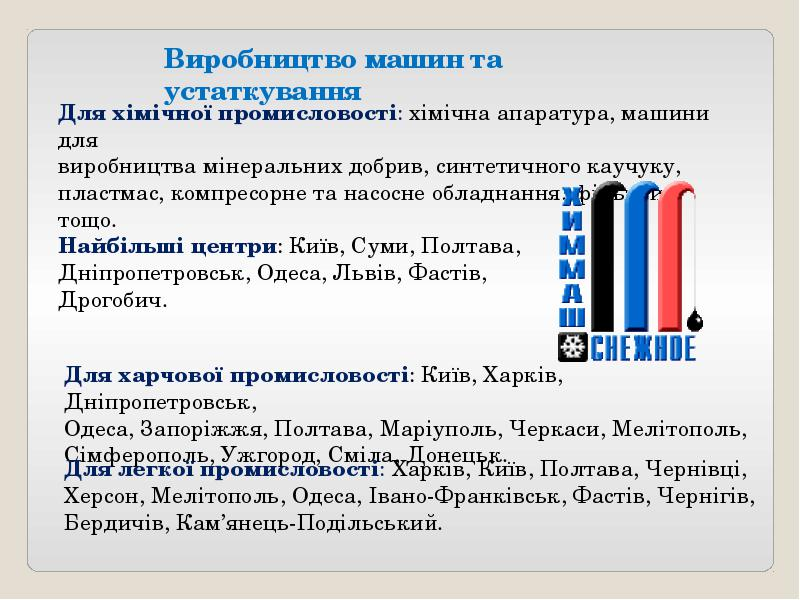 Виробництво машин та
устаткування
Для хімічної промисловості: хімічна апаратура, машини
для
виробництва мінеральних добрив, синтетичного каучуку,
пластмас, компресорне та насосне обладнання,
тощо.
Найбільші центри: Київ, Суми, Полтава,
Дніпропетровськ, Одеса, Львів, Фастів,
Дрогобич.
ХИММАШ
СНЕЖНОЕ
Для харчової промисловості: Київ, Харків,
Дніпропетровськ,
Одеса, Запоріжжя, Полтава, Маріуполь, Черкаси, Мелітополь,
Сімферополь, Ужгород, Сміла, Донецьк.
Для легкої промисловості: Харків, Київ, Полтава, Чернівці,
Херсон, Мелітополь, Одеса, Івано-Франківськ, Фастів, Чернігів,
Бердичів, Кам’янець-Подільський.